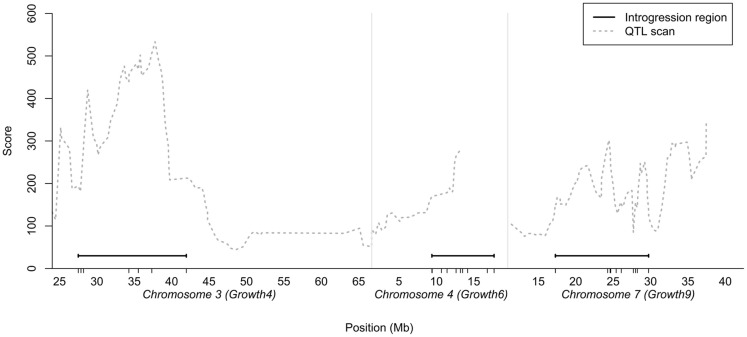 600
500
400
300
200
100
0
Score
Introgression region
QTL scan
25 30 35 40 45 50 55 60 65 5 10 15 15 20 25 30 35 40
Chromosome 3 (Growth4) Chromosome 4 (Growth6) Chromosome 7 (Growth9)
Position (Mb)